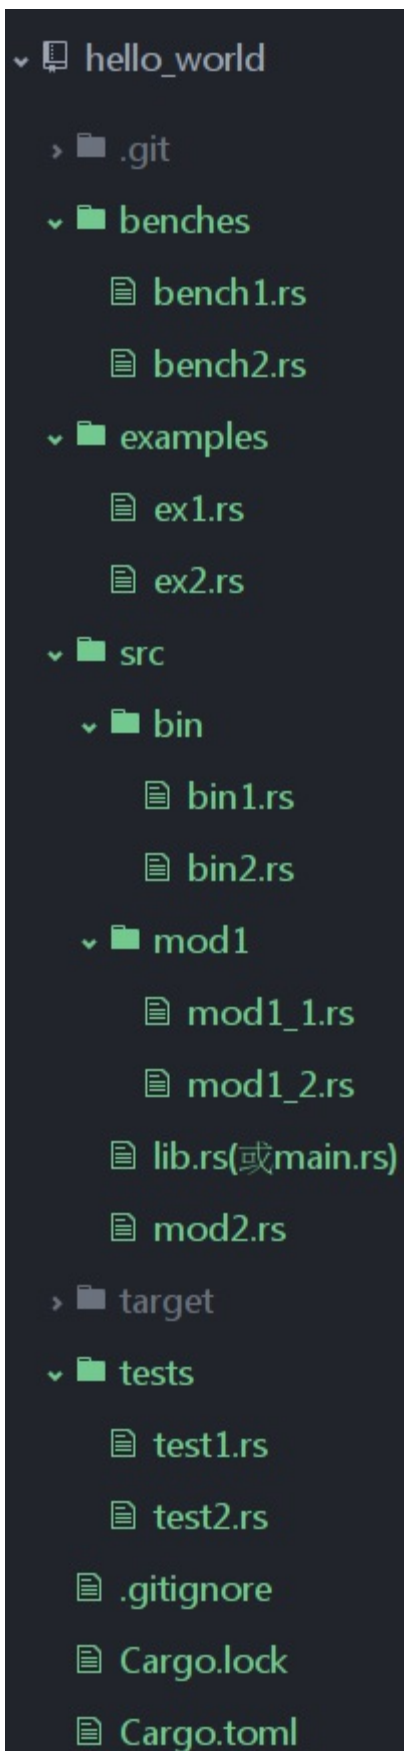 hello_world
.git
benches
bench1.rs
bench2.rs
examples
ex1.rs
ex2.rs
src
bin
bin1.rs
bin2.rs
mod1
mod1_1.rs
mod1_2.rs
lib.rs(或main.rs)
mod2.rs
target
tests
test1.rs
test2.rs
.gitignore
Cargo.lock
Cargo.toml